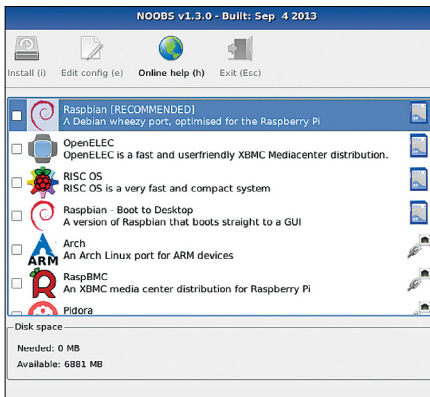 NOOBS v1.3.0 - Built: Sep 4 2013
Install (i) Edit config (e) Online help (h) Exit (Esc)
Raspbian [RECOMMENDED]
A Debian wheezy port, optimised for the Raspberry Pi
OpenELEC
OpenELEC is a fast and userfriendly XBMC Mediacenter distribution.
RISC OS
RISC OS is a very fast and compact system
Raspbian - Boot to Desktop
A version of Raspbian that boots straight to a GUI
Arch
An Arch Linux port for ARM devices
ARM
RaspBMC
An XBMC media center distribution for Raspberry Pi
Pidora
Disk space
Needed: 0 MB
Available: 6881 MB